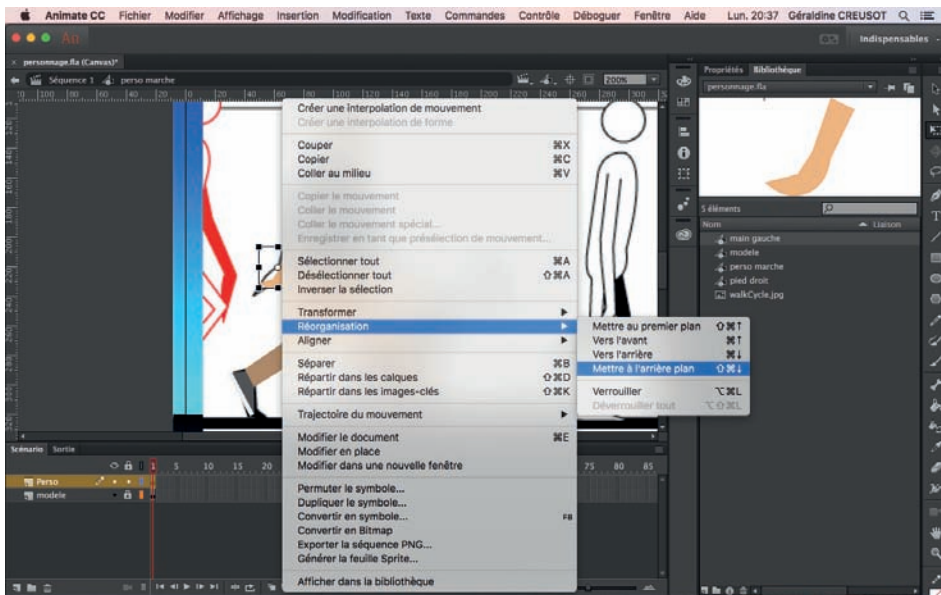 Animate CC Fichier Modifier Affichage Insertion Modification Texte Commandes Contrôle Déboguer Fenêtre Aide Lun. 20:37 Géraldine CREUSOT
An Indispensables
× personnage.fla (Canvas)*
Séquence 1 perso marche 200%
Propriétés Bibliothèque
personnage.fla
5 éléments
Nom Liaison
main gauche
modele
perso marche
pied droit
walkCycle.jpg
Créer une interpolation de mouvement
Créer une interpolation de forme
Couper ⌘X
Copier ⌘C
Coller au milieu ⌘V
Copier le mouvement
Coller le mouvement
Coller le mouvement spécial...
Enregistrer en tant que présélection de mouvement...
Sélectionner tout ⌘A
Désélectionner tout ⇧⌘A
Inverser la sélection
Transformer
Réorganisation
Aligner
Mettre au premier plan ⇧⌘↑
Vers l'avant ⌘↑
Vers l'arrière ⌘↓
Mettre à l'arrière plan ⇧⌘↓
Verrouiller ⌥⌘L
Déverrouiller tout ⌥⇧⌘L
Séparer ⌘B
Répartir dans les calques ⇧⌘D
Répartir dans les images-clés ⇧⌘K
Trajectoire du mouvement
Modifier le document ⌘E
Modifier en place
Modifier dans une nouvelle fenêtre
Permuter le symbole...
Dupliquer le symbole...
Convertir en symbole... F8
Convertir en Bitmap
Exporter la séquence PNG...
Générer la feuille Sprite...
Afficher dans la bibliothèque
Scénario Sortie
1 5 10 15 20 75 80 85
Perso
modele